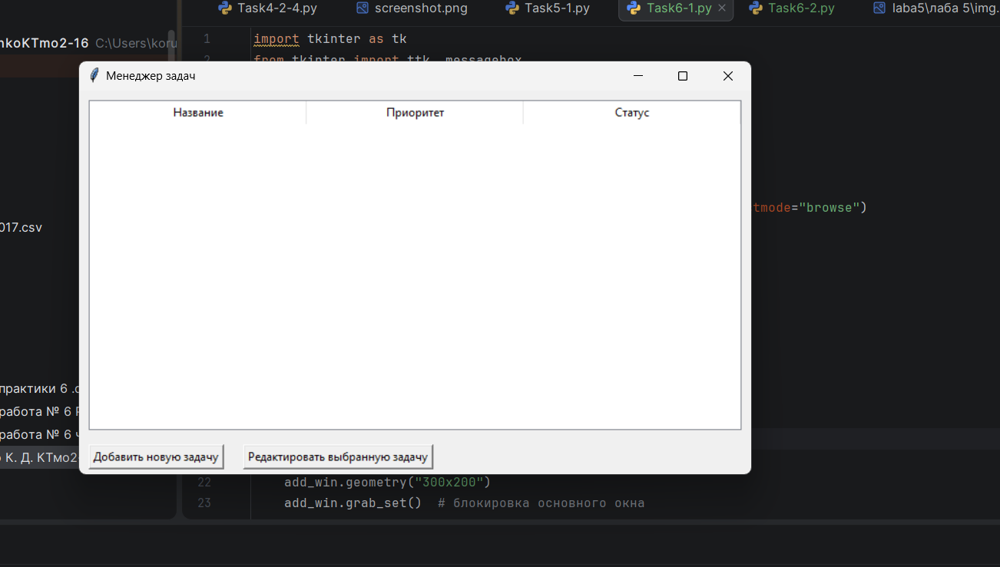 Task4-2-4.py screenshot.png Task5-1.py Task6-1.py Task6-2.py laba5\лаба 5\img.
nkoKTmo2-16 C:\Users\koru
1 import tkinter as tk
2 from tkinter import ttk, messagebox
Менеджер задач
Название Приоритет Статус
tmode="browse")
017.csv
практики 6 .
работа № 6
работа № 6
К. Д. КТмо2-
Добавить новую задачу Редактировать выбранную задачу
22 add_win.geometry("300x200")
23 add_win.grab_set() # блокировка основного окна